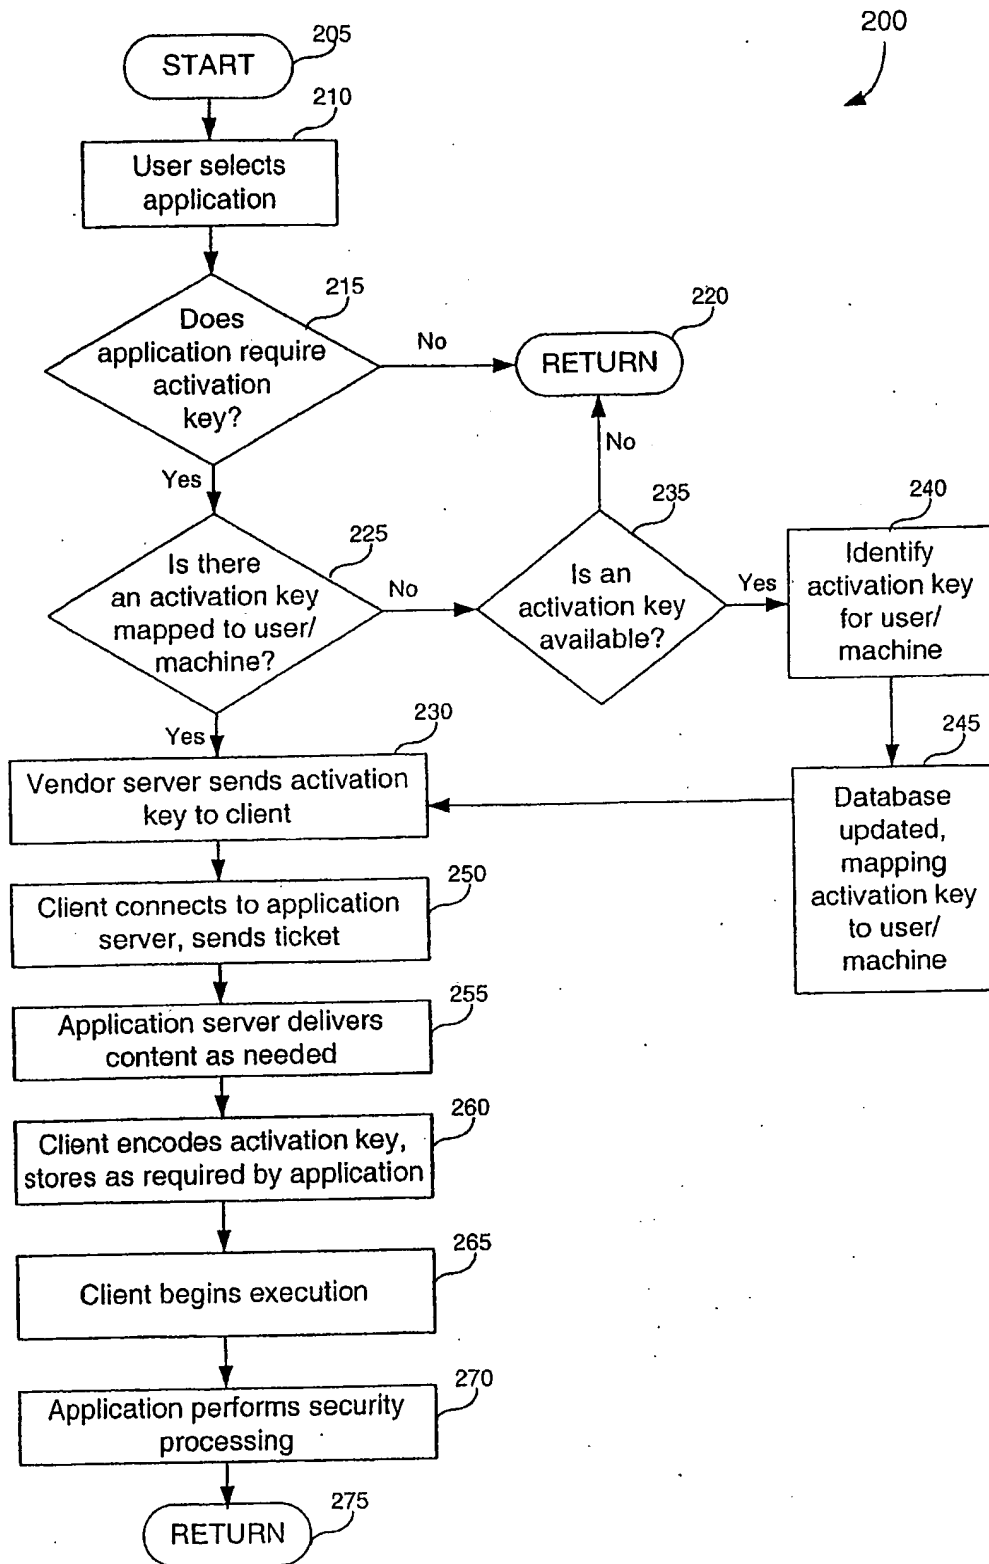 200
205
START
210
User selects
application
215
Does
application require
activation
key?
No
220
RETURN
Yes
No
225
Is there
an activation key
mapped to user/
machine?
No
235
Is an
activation key
available?
Yes
240
Identify
activation key
for user/
machine
Yes
230
Vendor server sends activation
key to client
245
Database
updated,
mapping
activation
key to user/
machine
250
Client connects to application
server, sends ticket
255
Application server delivers
content as needed
260
Client encodes activation key,
stores as required by application
265
Client begins execution
270
Application performs security
processing
275
RETURN